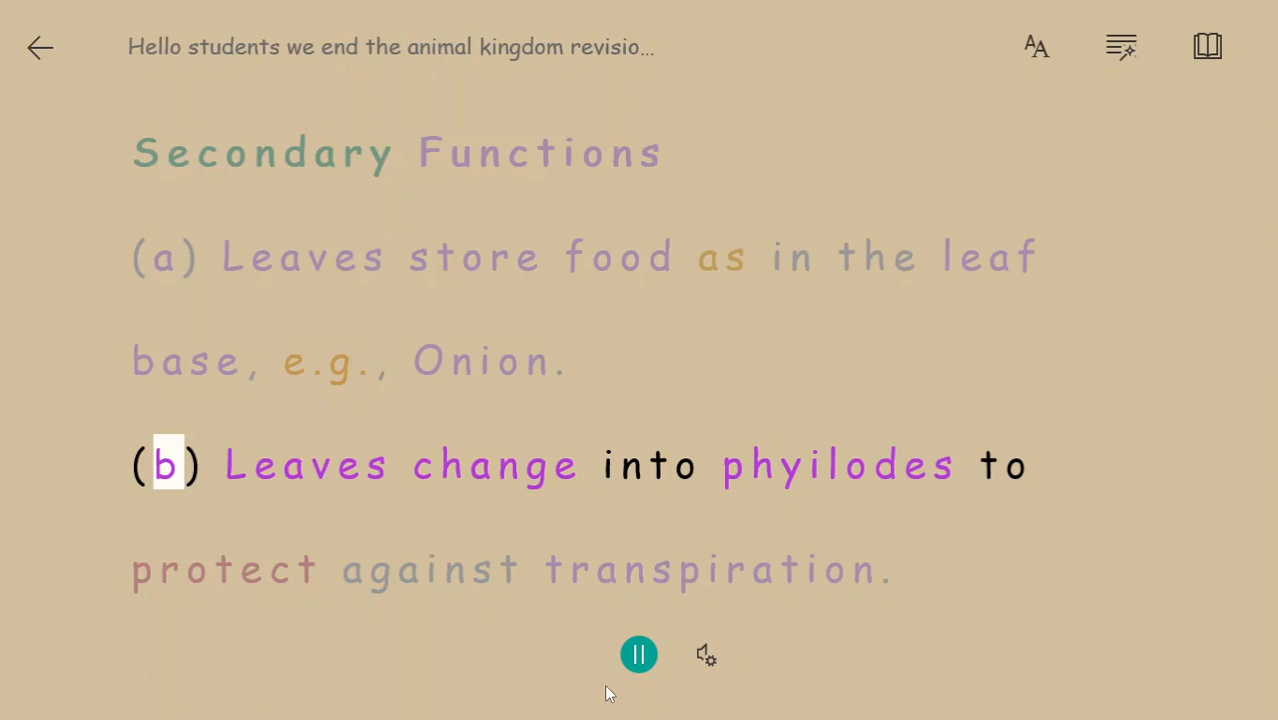 Hello students we end the animal kingdom revisio...
Secondary Functions
(a) Leaves store food as in the leaf
base, e.g., Onion.
(b) Leaves change into phyilodes to
protect against transpiration.